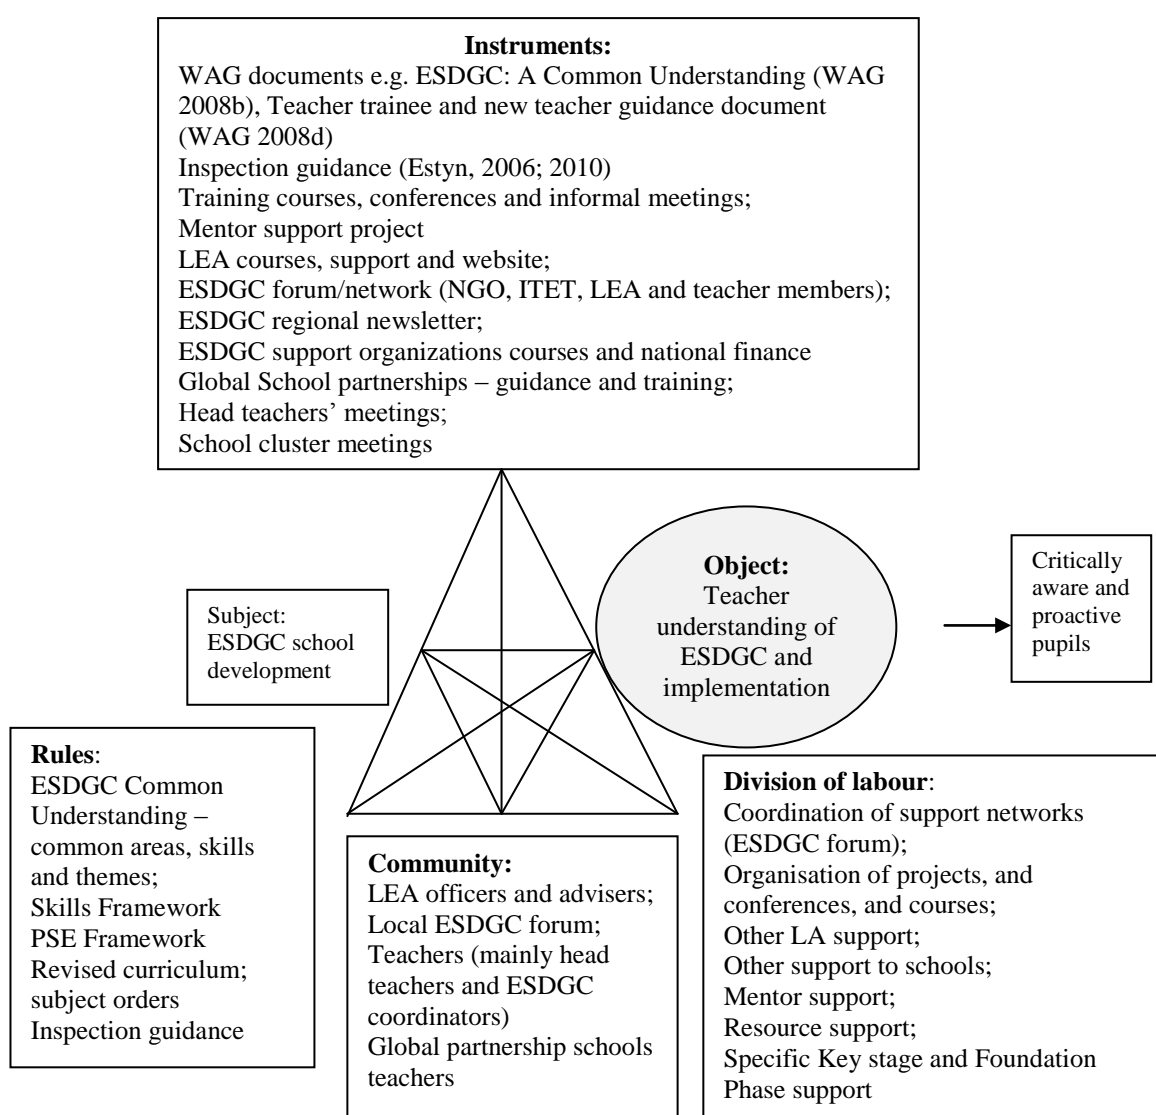 Instruments:
WAG documents e.g. ESDGC: A Common Understanding (WAG
2008b), Teacher trainee and new teacher guidance document
(WAG 2008d)
Inspection guidance (Estyn, 2006; 2010)
Training courses, conferences and informal meetings;
Mentor support project
LEA courses, support and website;
ESDGC forum/network (NGO, ITET, LEA and teacher members);
ESDGC regional newsletter;
ESDGC support organizations courses and national finance
Global School partnerships – guidance and training;
Head teachers’ meetings;
School cluster meetings
Subject:
ESDGC school
development
Object:
Teacher
understanding of
ESDGC and
implementation
Critically
aware and
proactive
pupils
Rules:
ESDGC Common
Understanding –
common areas, skills
and themes;
Skills Framework
PSE Framework
Revised curriculum;
subject orders
Inspection guidance
Community:
LEA officers and advisers;
Local ESDGC forum;
Teachers (mainly head
teachers and ESDGC
coordinators)
Global partnership schools
teachers
Division of labour:
Coordination of support networks
(ESDGC forum);
Organisation of projects, and
conferences, and courses;
Other LA support;
Other support to schools;
Mentor support;
Resource support;
Specific Key stage and Foundation
Phase support